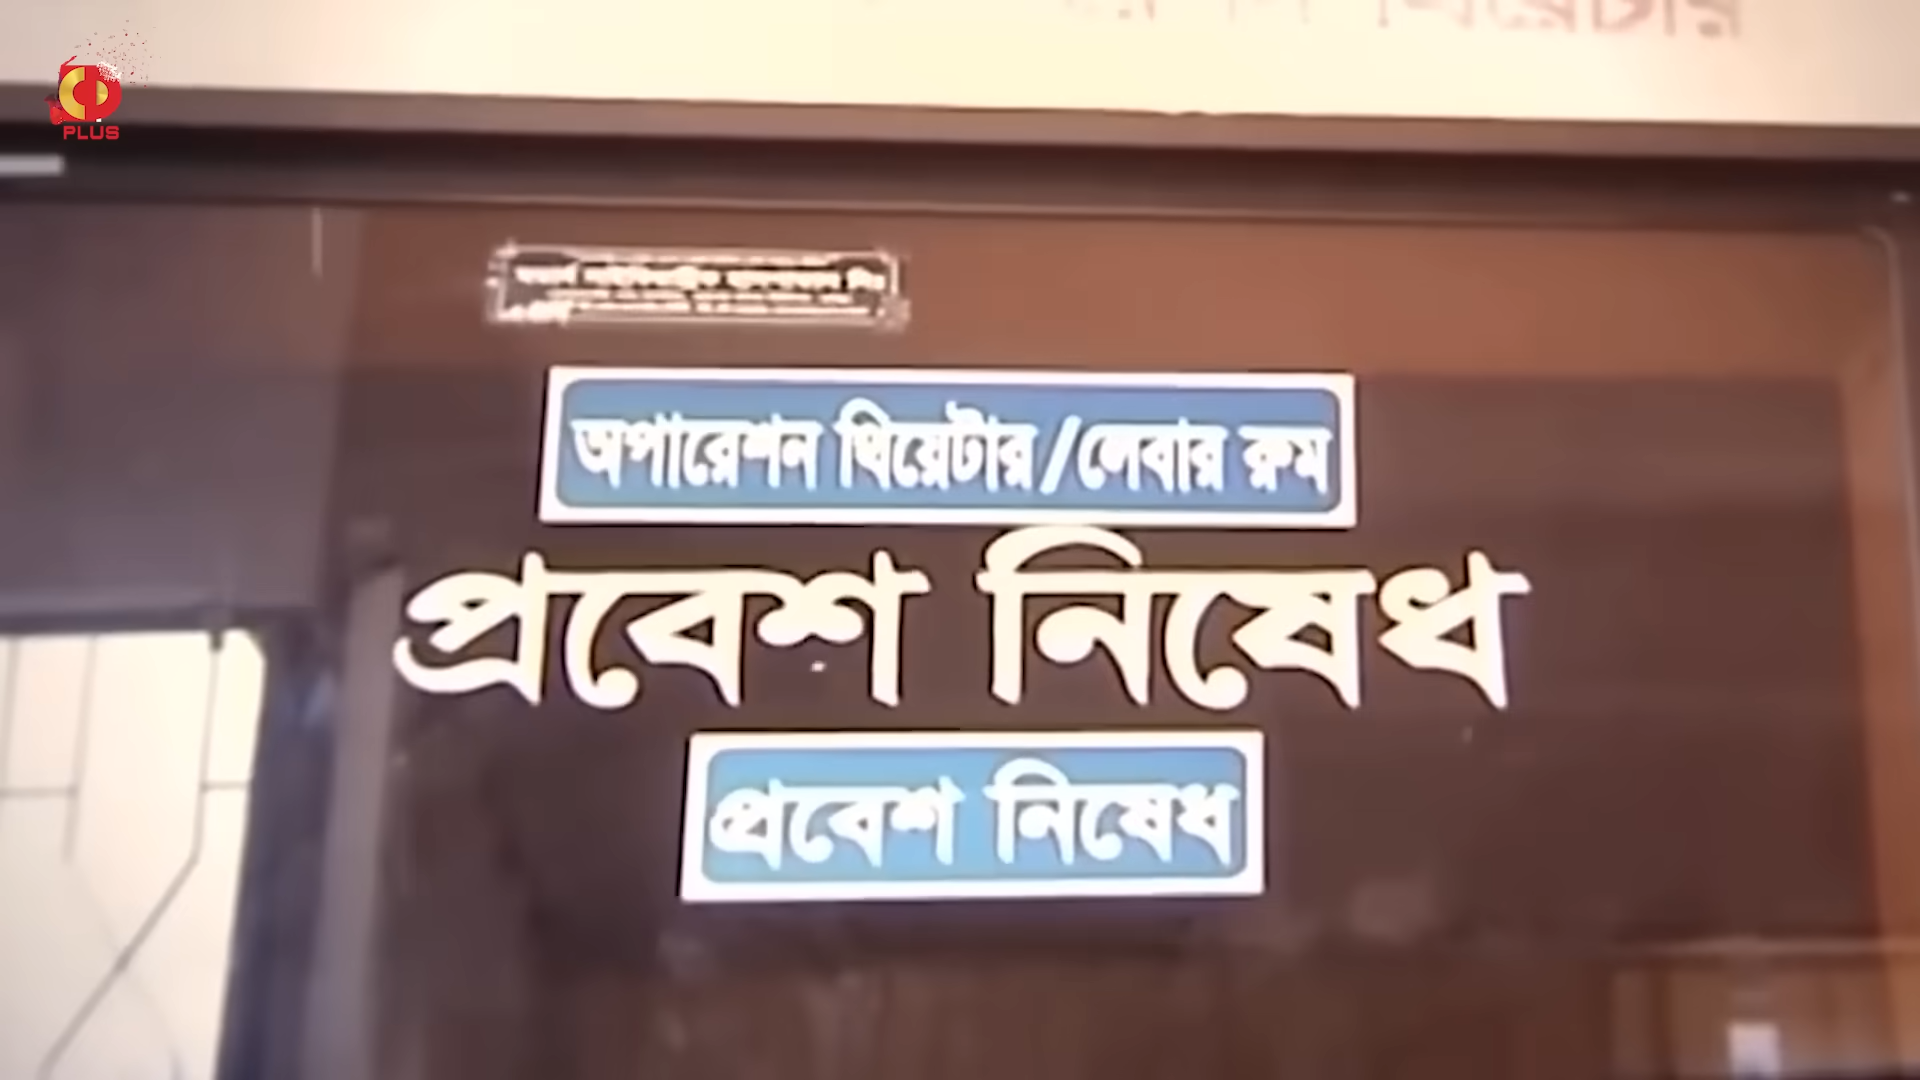 থিয়েটার
PLUS
অপারেশন থিয়েটার/লেবার রুম
প্রবেশ নিষেধ
প্রবেশ নিষেধ